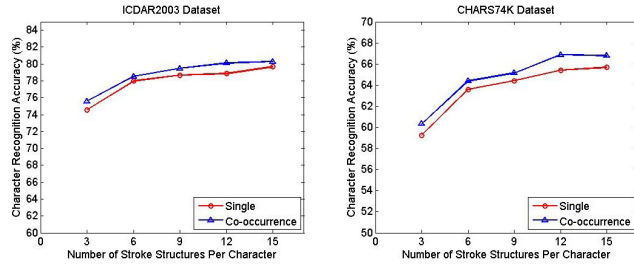 ICDAR2003 Dataset
Character Recognition Accuracy (%)
84
82
80
78
76
74
72
70
68
66
64
62
60
0 3 6 9 12 15
Number of Stroke Structures Per Character
Single
Co-occurrence
CHARS74K Dataset
Character Recognition Accuracy (%)
70
68
66
64
62
60
58
56
54
52
50
0 3 6 9 12 15
Number of Stroke Structures Per Character
Single
Co-occurrence